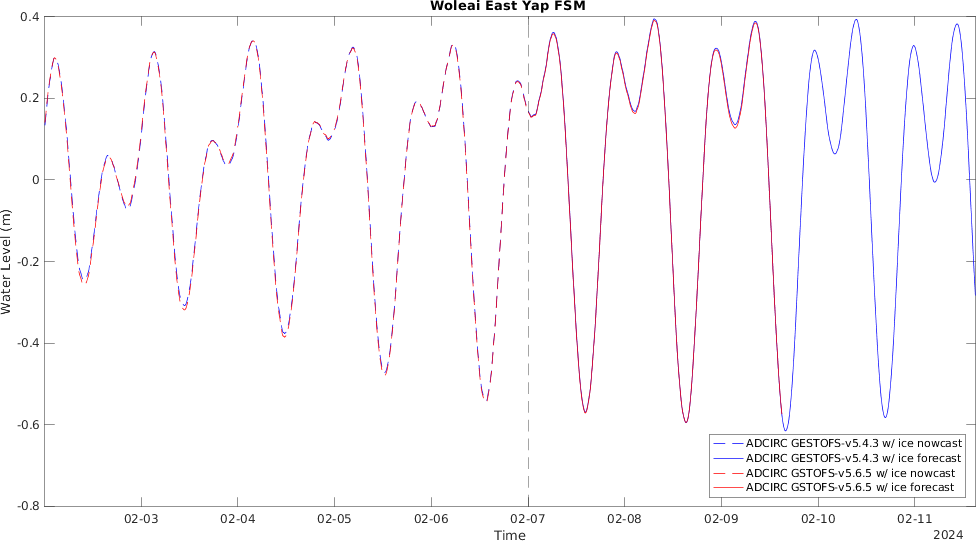 Woleai East Yap FSM
0.4
0.2
0
-0.2
-0.4
-0.6
-0.8
Water Level (m)
ADCIRC GESTOFS-v5.4.3 w/ ice nowcast
ADCIRC GESTOFS-v5.4.3 w/ ice forecast
ADCIRC GSTOFS-v5.6.5 w/ ice nowcast
ADCIRC GSTOFS-v5.6.5 w/ ice forecast
02-03 02-04 02-05 02-06 02-07 02-08 02-09 02-10 02-11
Time
2024